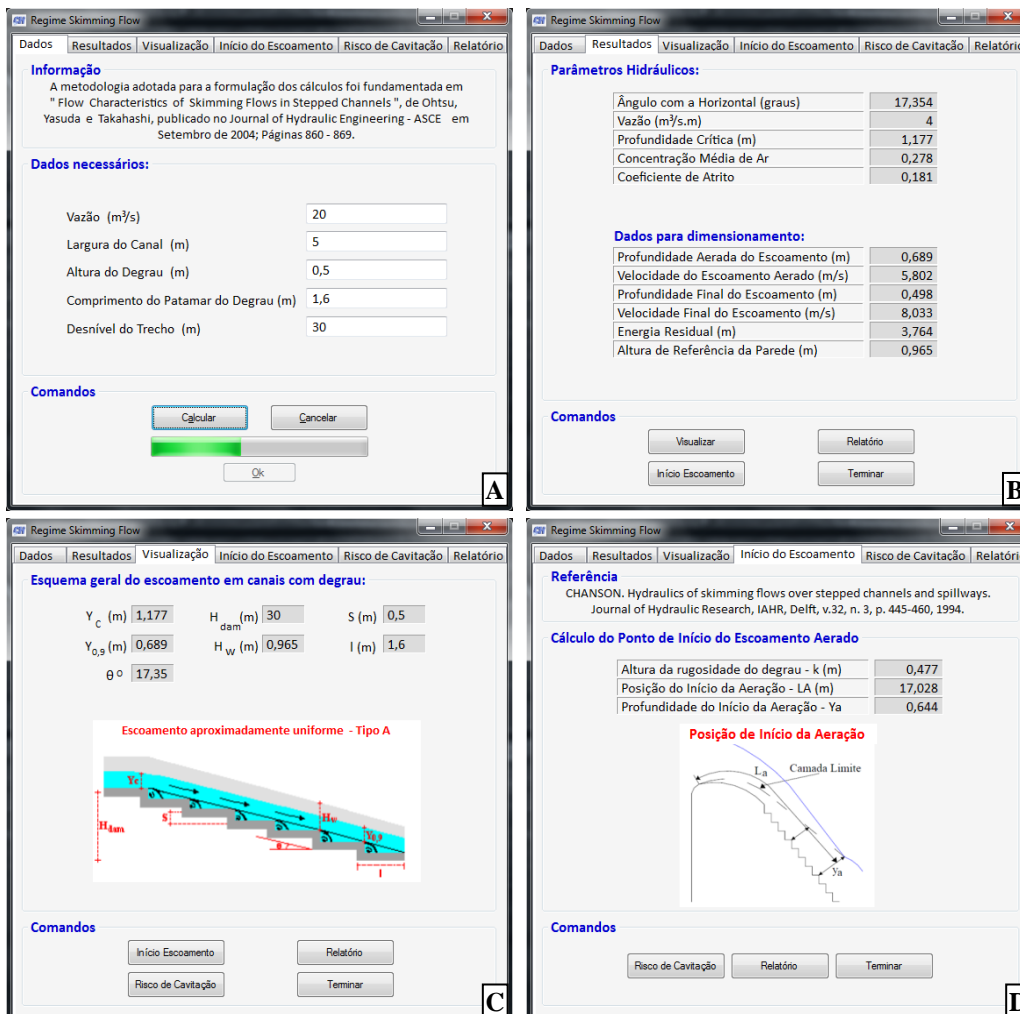 Regime Skimming Flow
Dados Resultados Visualização Início do Escoamento Risco de Cavitação Relatório
Informação
A metodologia adotada para a formulação dos cálculos foi fundamentada em
" Flow Characteristics of Skimming Flows in Stepped Channels ", de Ohtsu,
Yasuda e Takahashi, publicado no Journal of Hydraulic Engineering - ASCE em
Setembro de 2004; Páginas 860 - 869.
Dados necessários:
Vazão (m³/s) 20
Largura do Canal (m) 5
Altura do Degrau (m) 0,5
Comprimento do Patamar do Degrau (m) 1,6
Desnível do Trecho (m) 30
Comandos
Calcular Cancelar
Ok
A
Regime Skimming Flow
Dados Resultados Visualização Início do Escoamento Risco de Cavitação Relatóri
Parâmetros Hidráulicos:
Ângulo com a Horizontal (graus) 17,354
Vazão (m³/s.m) 4
Profundidade Crítica (m) 1,177
Concentração Média de Ar 0,278
Coeficiente de Atrito 0,181
Dados para dimensionamento:
Profundidade Aerada do Escoamento (m) 0,689
Velocidade do Escoamento Aerado (m/s) 5,802
Profundidade Final do Escoamento (m) 0,498
Velocidade Final do Escoamento (m/s) 8,033
Energia Residual (m) 3,764
Altura de Referência da Parede (m) 0,965
Comandos
Visualizar Relatório
Início Escoamento Terminar
B
Regime Skimming Flow
Dados Resultados Visualização Início do Escoamento Risco de Cavitação Relatório
Esquema geral do escoamento em canais com degrau:
Y C (m) 1,177 H dam (m) 30 S (m) 0,5
Y 0,9 (m) 0,689 H W (m) 0,965 l (m) 1,6
θ º 17,35
Escoamento aproximadamente uniforme - Tipo A
Yc
Hdam
S
Hw
Y0,9
θ
l
Comandos
Início Escoamento Relatório
Risco de Cavitação Terminar
C
Regime Skimming Flow
Dados Resultados Visualização Início do Escoamento Risco de Cavitação Relatóri
Referência
CHANSON. Hydraulics of skimming flows over stepped channels and spillways.
Journal of Hydraulic Research, IAHR, Delft, v.32, n. 3, p. 445-460, 1994.
Cálculo do Ponto de Início do Escoamento Aerado
Altura da rugosidade do degrau - k (m) 0,477
Posição do Início da Aeração - LA (m) 17,028
Profundidade do Início da Aeração - Ya 0,644
Posição de Início da Aeração
La Camada Limite
ya
Comandos
Risco de Cavitação Relatório Terminar
D